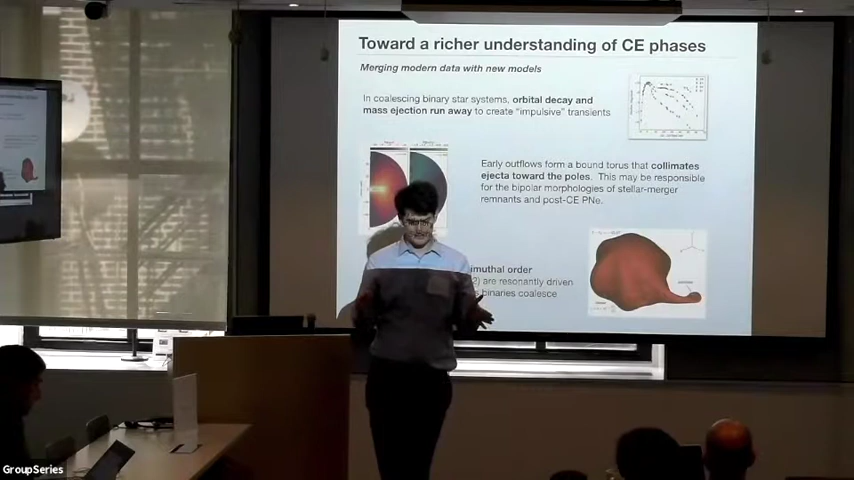 Toward a richer understanding of CE phases
Merging modern data with new models
In coalescing binary star systems, orbital decay and
mass ejection run away to create "impulsive" transients
Early outflows form a bound torus that collimates
ejecta toward the poles. This may be responsible
for the bipolar morphologies of stellar-merger
remnants and post-CE PNe.
imuthal order
2) are resonantly driven
s binaries coalesce
GroupSeries